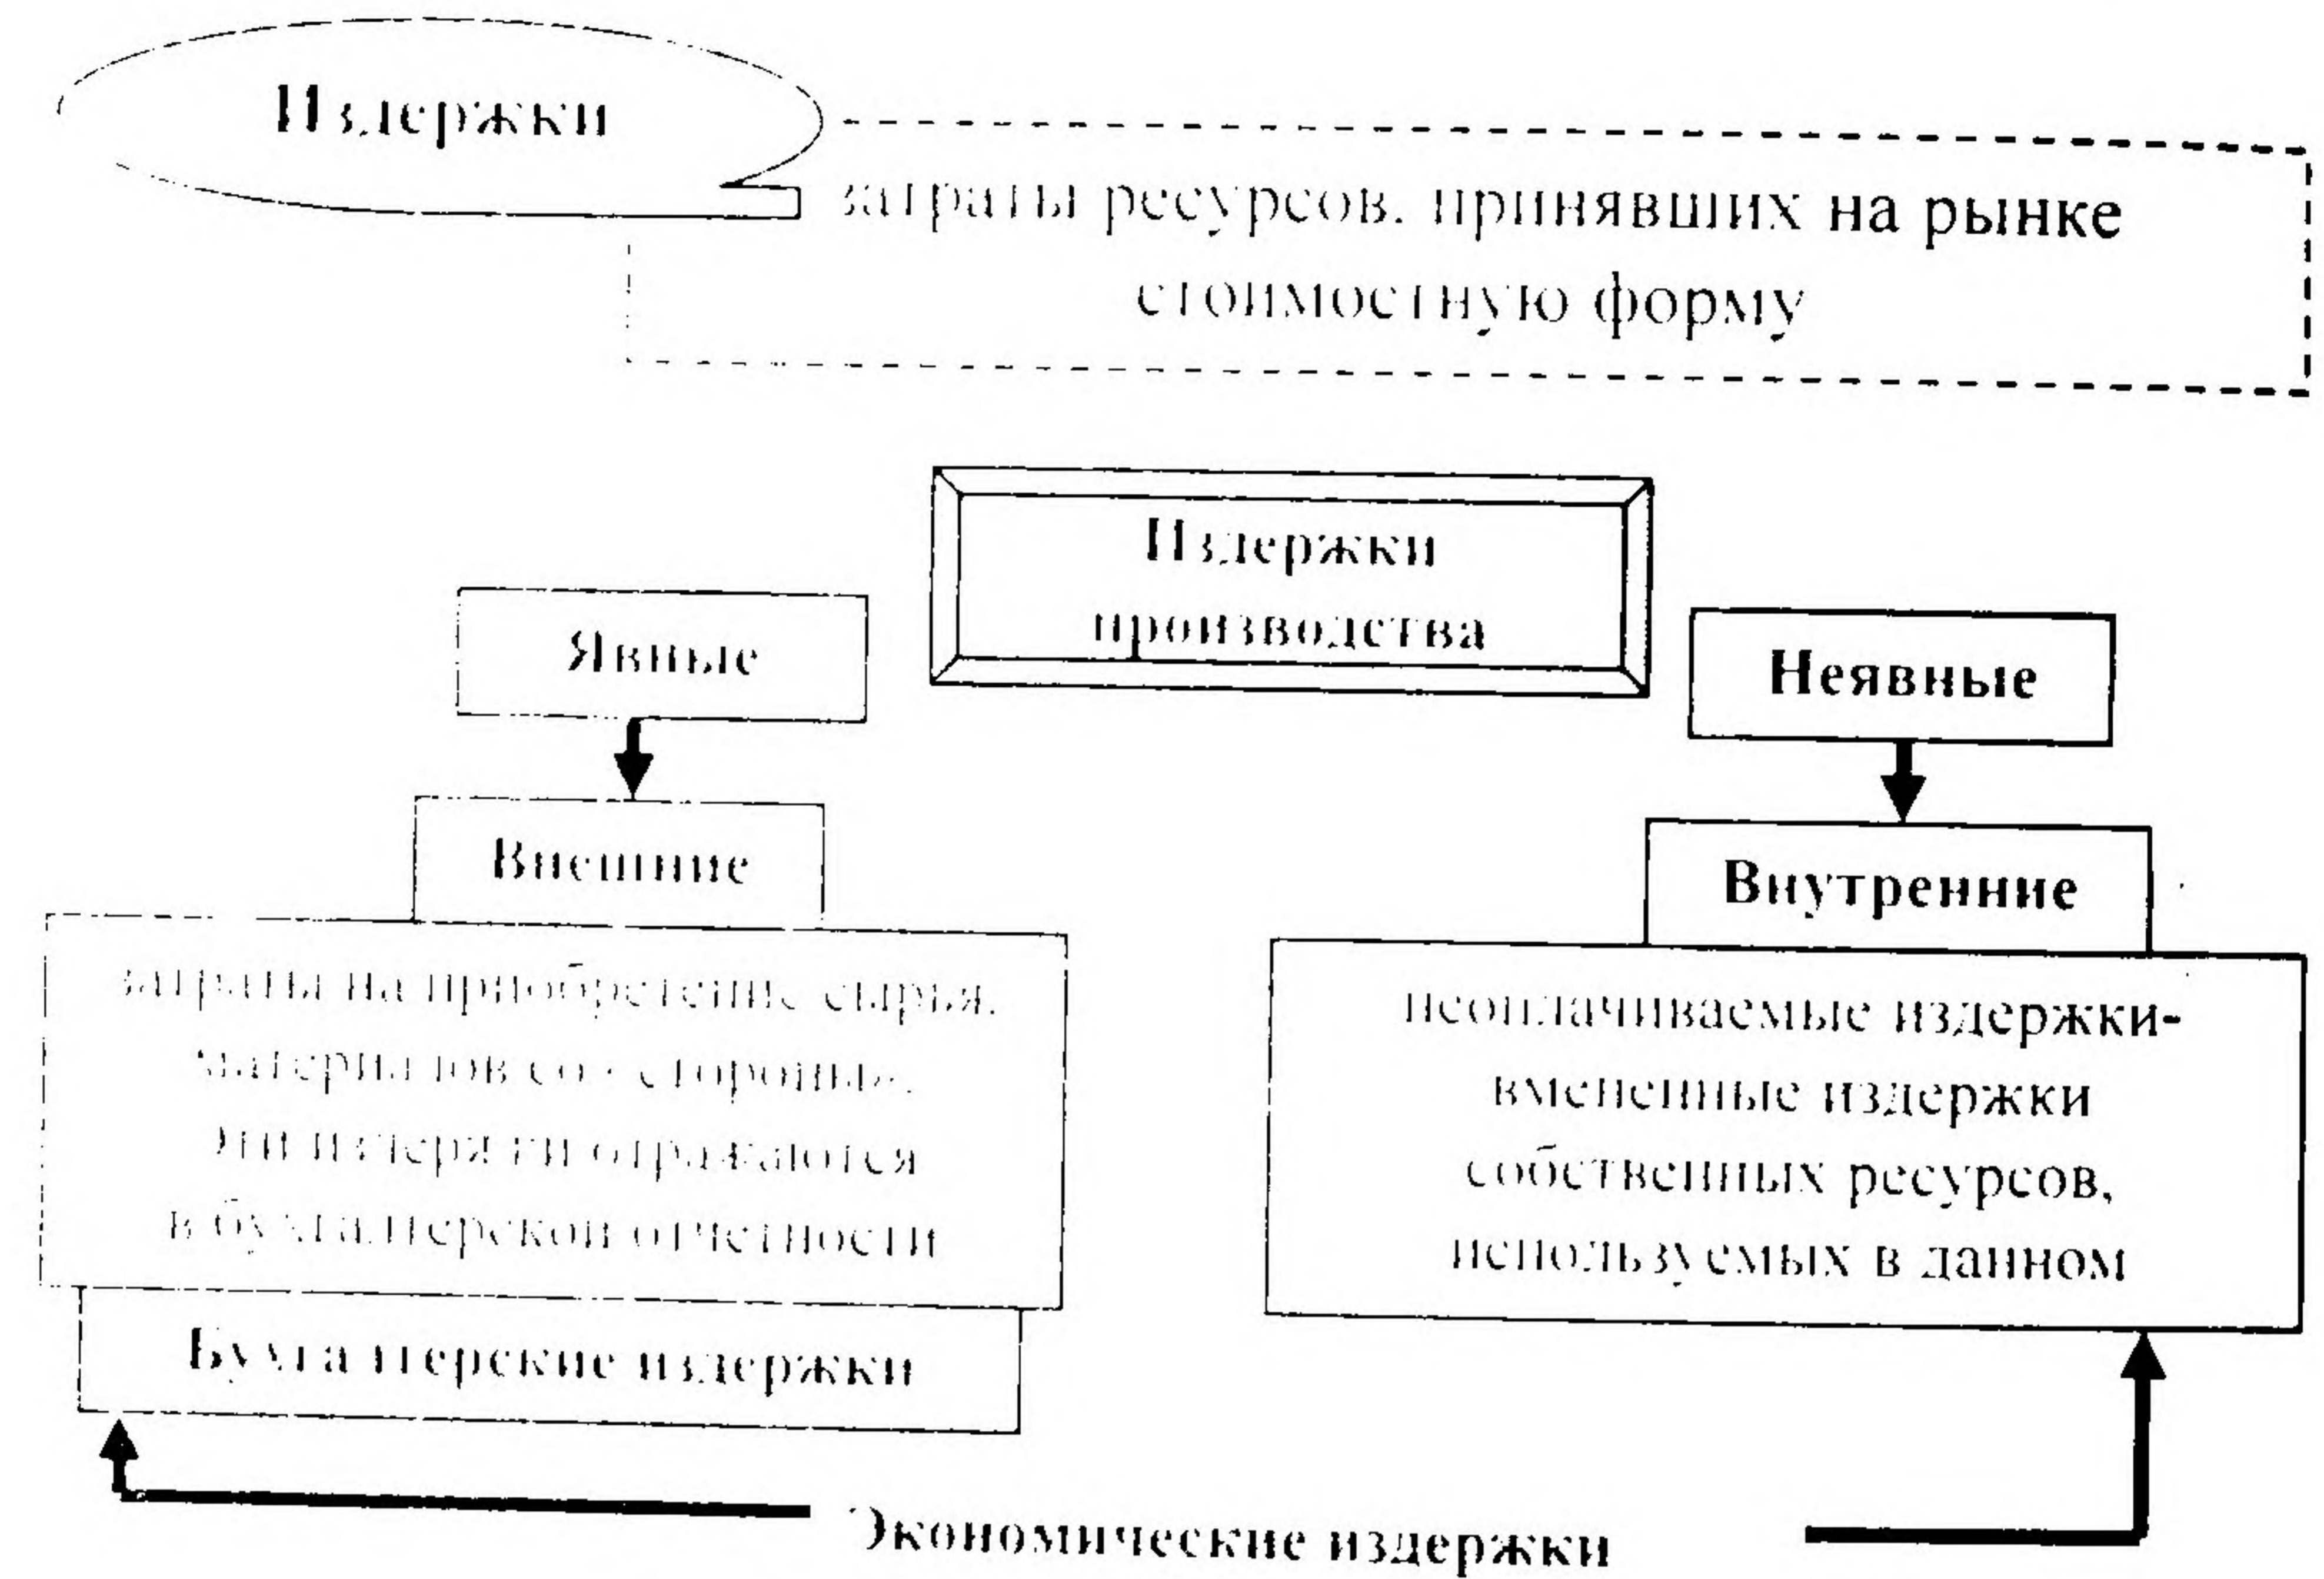 Издержки
затраты ресурсов. принявших на рынке
стоимостную форму
Издержки
производства
Явные
Неявные
Внешние
Внутренние
затраты на приобретение сырья.
материалов со «стороны».
Эти издержки отражаются
в бухгалтерской отчетности
неоплачиваемые издержки-
вмененные издержки
собственных ресурсов,
используемых в данном
Бухгалтерские издержки
Экономические издержки